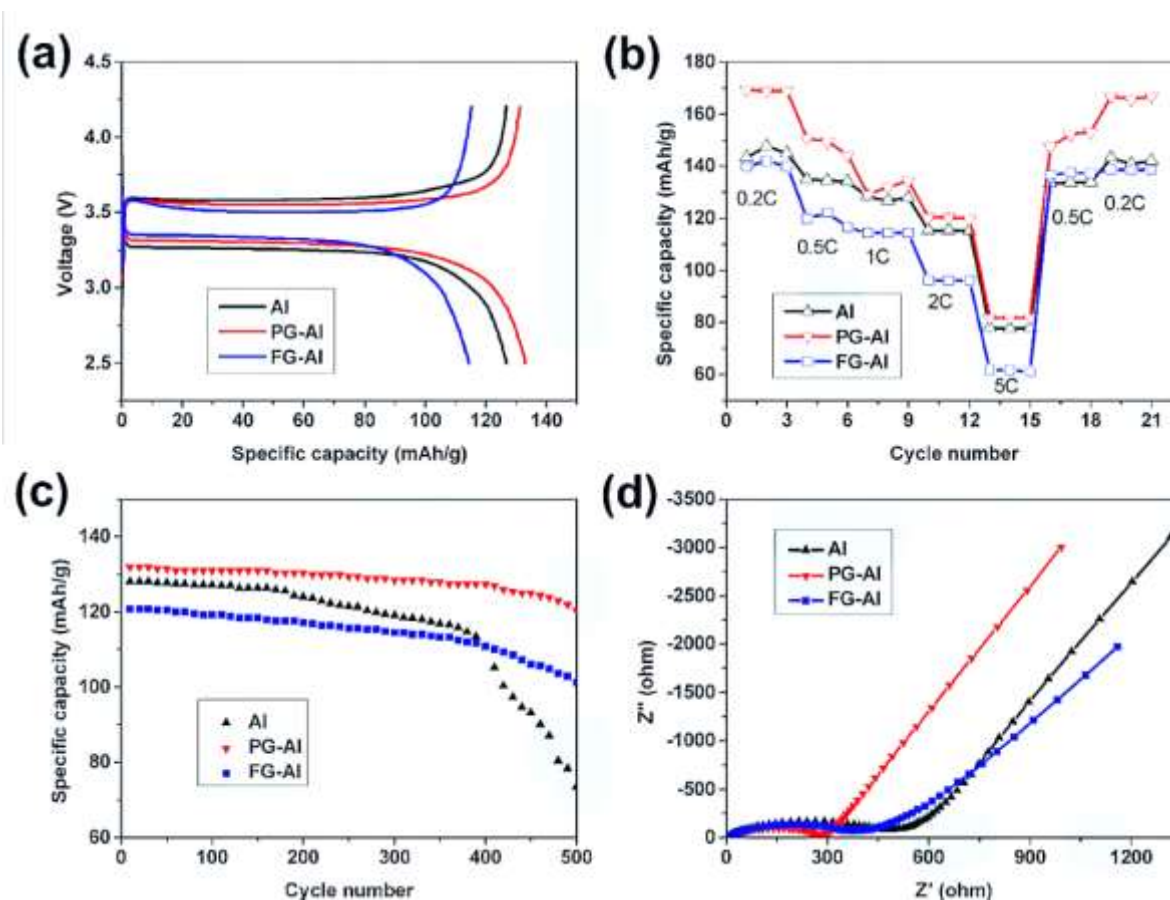 (a)
4.5
4.0
3.5
3.0
2.5
Voltage (V)
Al
PG-Al
FG-Al
0 20 40 60 80 100 120 140
Specific capacity (mAh/g)
(b)
180
160
140
120
100
80
60
Specific capacity (mAh/g)
0.2C
0.5C
1C
2C
5C
0.5C
0.2C
Al
PG-Al
FG-Al
0 3 6 9 12 15 18 21
Cycle number
(c)
140
120
100
80
60
Specific capacity (mAh/g)
Al
PG-Al
FG-Al
0 100 200 300 400 500
Cycle number
(d)
-3500
-3000
-2500
-2000
-1500
-1000
-500
0
Z'' (ohm)
Al
PG-Al
FG-Al
0 300 600 900 1200
Z' (ohm)